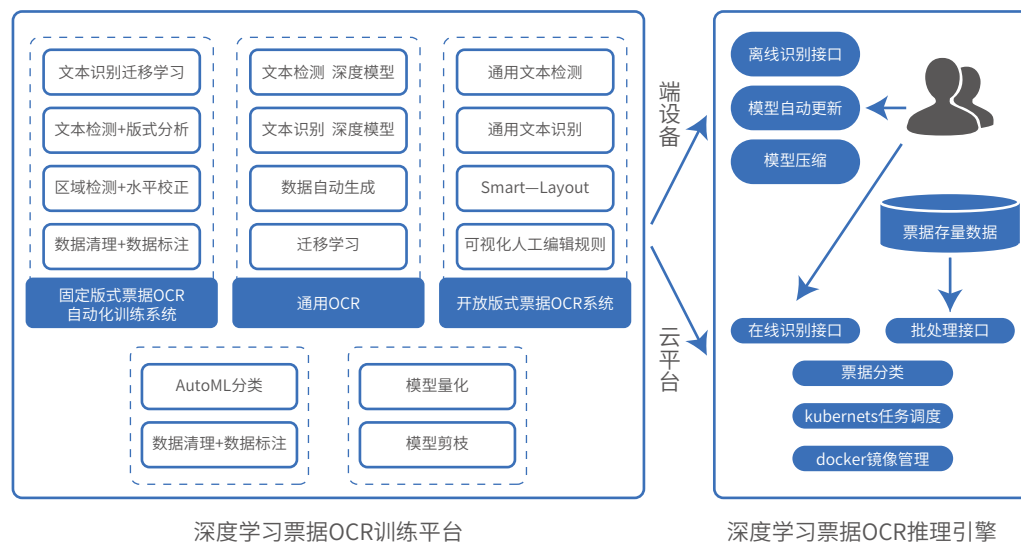 文本识别迁移学习
文本检测+版式分析
区域检测+水平校正
数据清理+数据标注
固定版式票据OCR
自动化训练系统
文本检测 深度模型
文本识别 深度模型
数据自动生成
迁移学习
通用OCR
通用文本检测
通用文本识别
Smart—Layout
可视化人工编辑规则
开放版式票据OCR系统
AutoML分类
数据清理+数据标注
模型量化
模型剪枝
深度学习票据OCR训练平台
端设备
云平台
离线识别接口
模型自动更新
模型压缩
票据存量数据
在线识别接口
批处理接口
票据分类
kubernets任务调度
docker镜像管理
深度学习票据OCR推理引擎